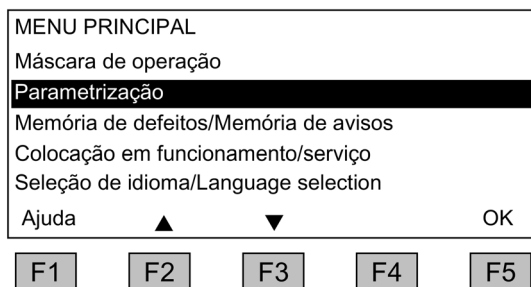 MENU PRINCIPAL
Máscara de operação
Parametrização
Memória de defeitos/Memória de avisos
Colocação em funcionamento/serviço
Seleção de idioma/Language selection
Ajuda ▲ ▼ OK
F1 F2 F3 F4 F5